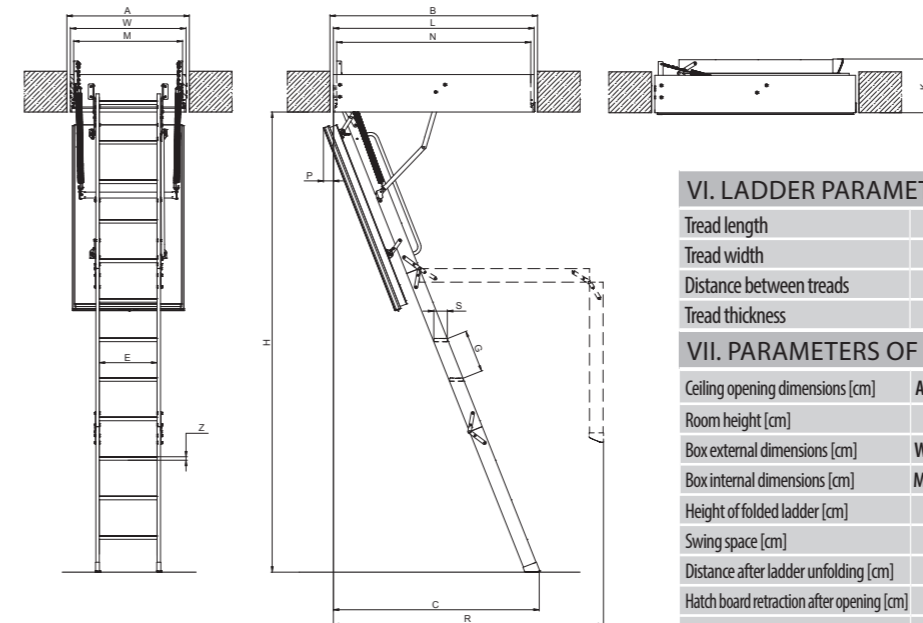 A
W
M
E
Z
B
L
N
P
S
G
H
C
R
K
VI. LADDER PARAMET
Tread length
Tread width
Distance between treads
Tread thickness
VII. PARAMETERS OF
Ceiling opening dimensions [cm] A
Room height [cm]
Box external dimensions [cm] W
Box internal dimensions [cm] M
Height of folded ladder [cm]
Swing space [cm]
Distance after ladder unfolding [cm]
Hatch board retraction after opening [cm]